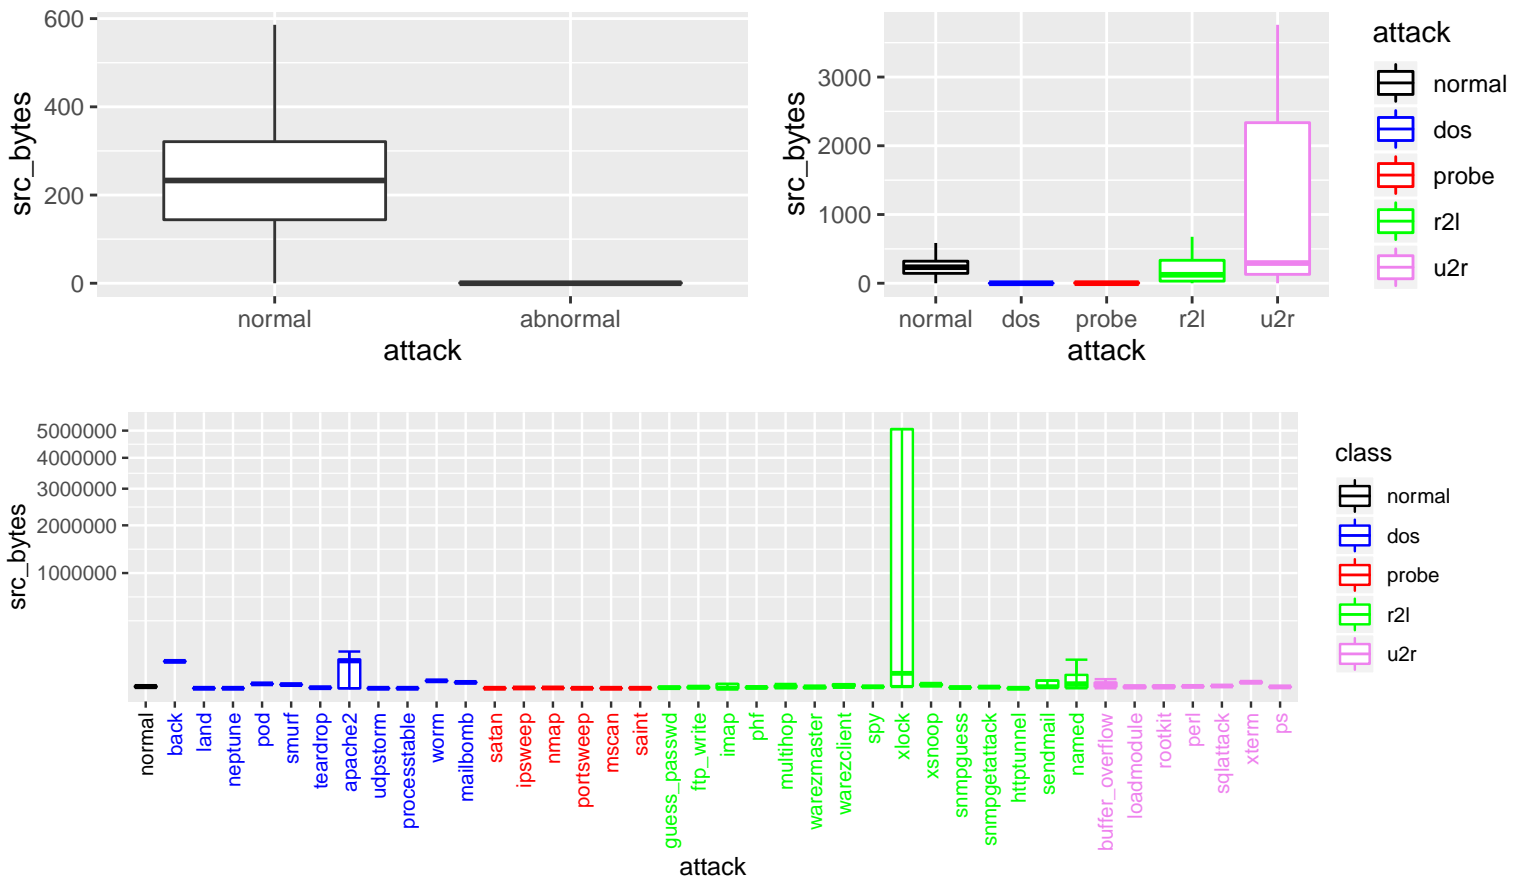 600
400
200
0
src_bytes
normal
abnormal
attack
3000
2000
1000
0
src_bytes
normal
dos
probe
r2l
u2r
attack
attack
normal
dos
probe
r2l
u2r
5000000
4000000
3000000
2000000
1000000
src_bytes
normal
back
land
neptune
pod
smurf
teardrop
apache2
udpstorm
processtable
worm
mailbomb
satan
ipsweep
nmap
portsweep
mscan
saint
guess_passwd
ftp_write
imap
phf
multihop
warezmaster
warezclient
spy
xlock
xsnoop
snmpguess
snmpgetattack
httptunnel
sendmail
named
buffer_overflow
loadmodule
rootkit
perl
sqlattack
xterm
ps
attack
class
normal
dos
probe
r2l
u2r